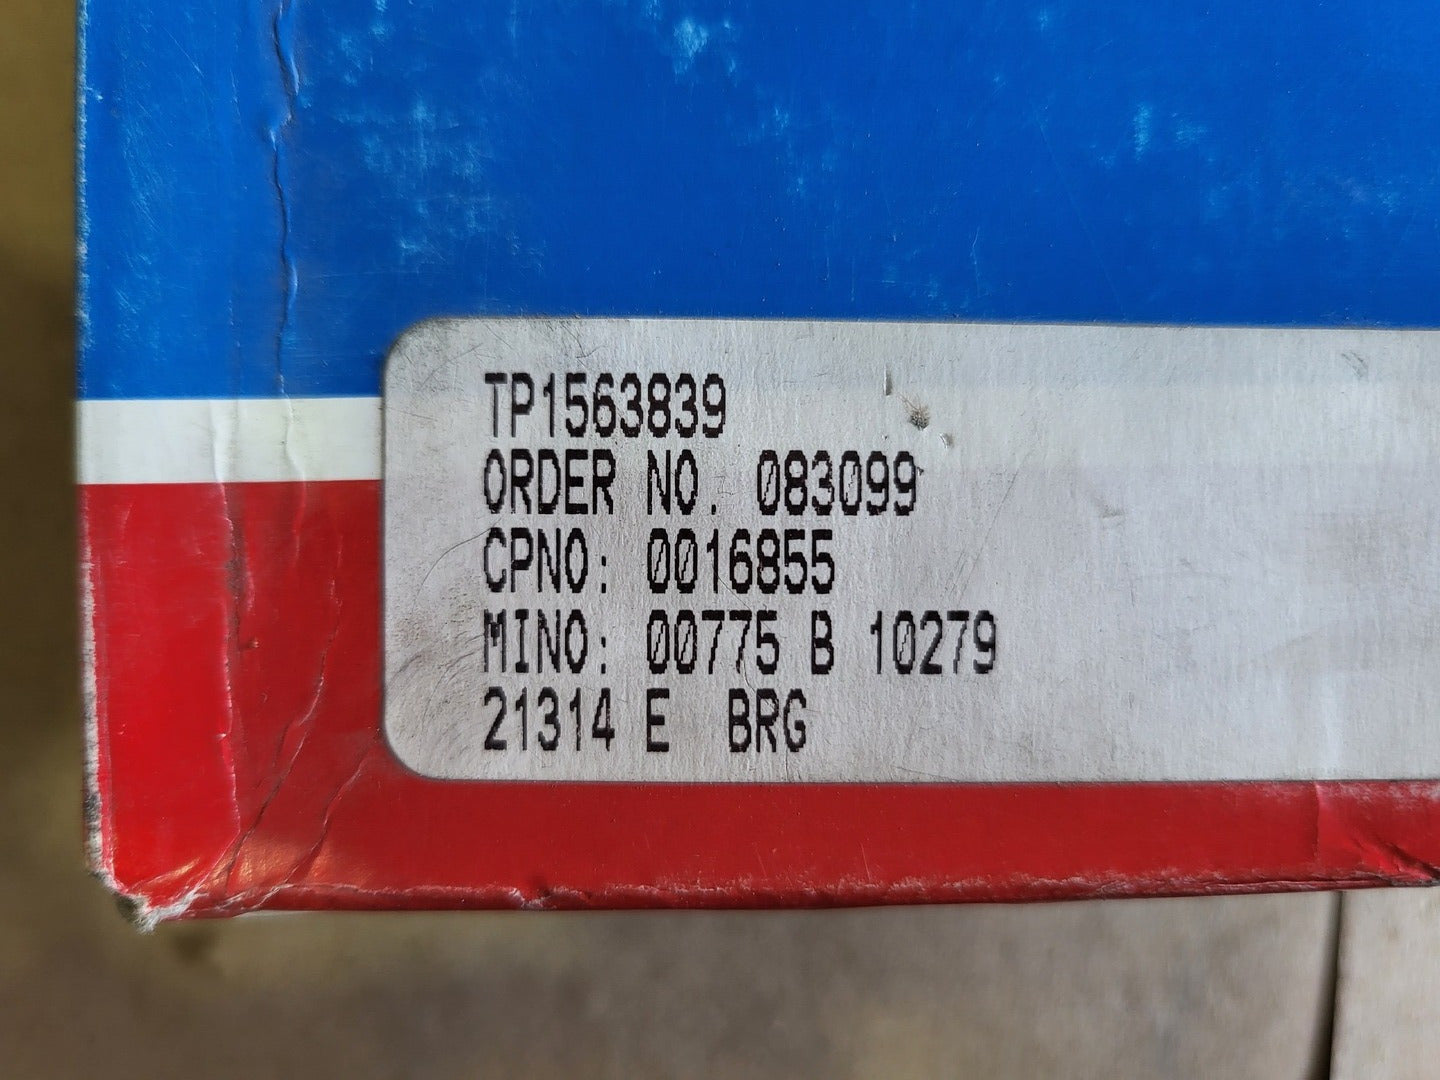 TP1563839
ORDER NO. 083099
CPNO: 0016855
MINO: 00775 B 10279
21314 E BRG